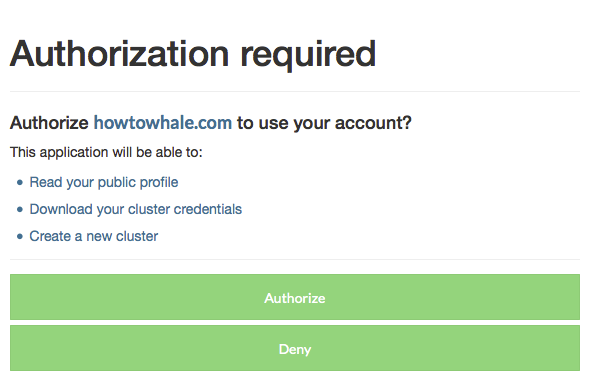 Authorization required
Authorize howtowhale.com to use your account?
This application will be able to:
Read your public profile
Download your cluster credentials
Create a new cluster
Authorize
Deny